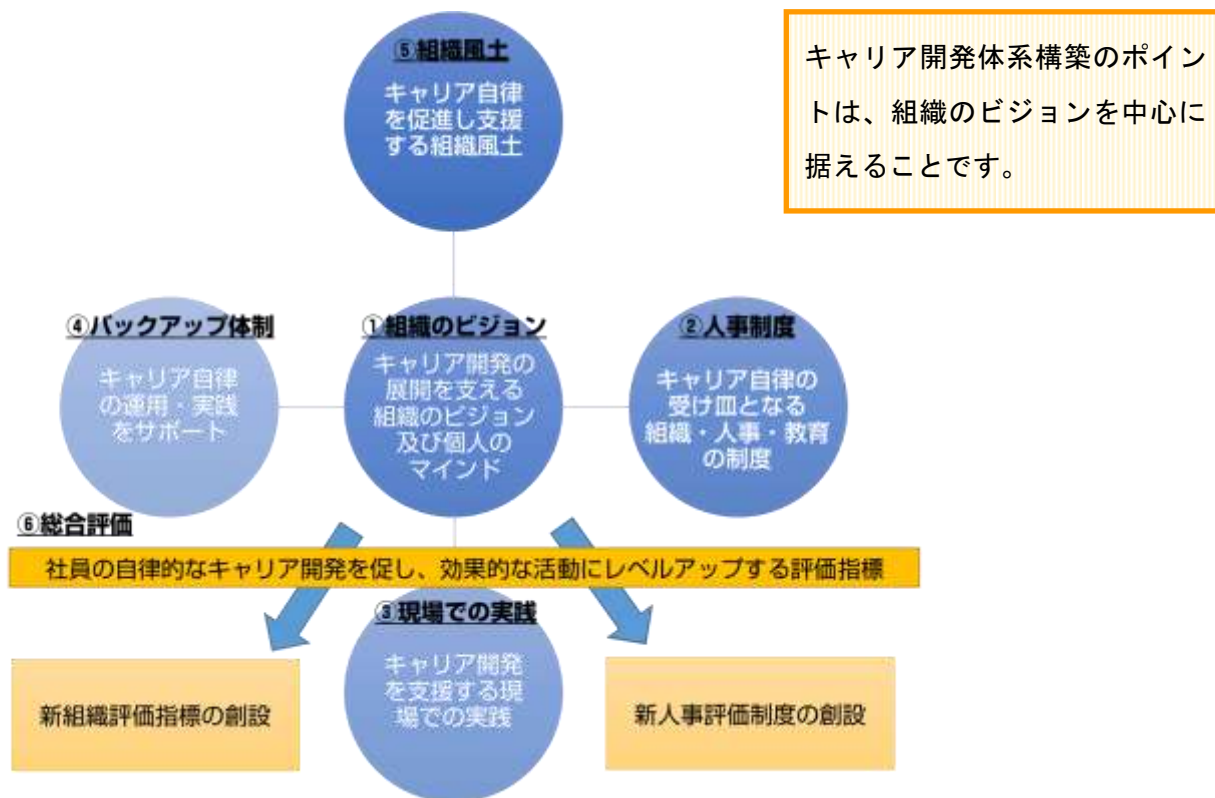 ⑤組織風土
キャリア自律
を促進し支援
する組織風土
キャリア開発体系構築のポイン
トは、組織のビジョンを中心に
据えることです。
④バックアップ体制
キャリア自律
の運用・実践
をサポート
①組織のビジョン
キャリア開発の
展開を支える
組織のビジョン
及び個人の
マインド
②人事制度
キャリア自律の
受け皿となる
組織・人事・教育
の制度
⑥総合評価
社員の自律的なキャリア開発を促し、効果的な活動にレベルアップする評価指標
③現場での実践
キャリア開発
を支援する現
場での実践
新組織評価指標の創設
新人事評価制度の創設